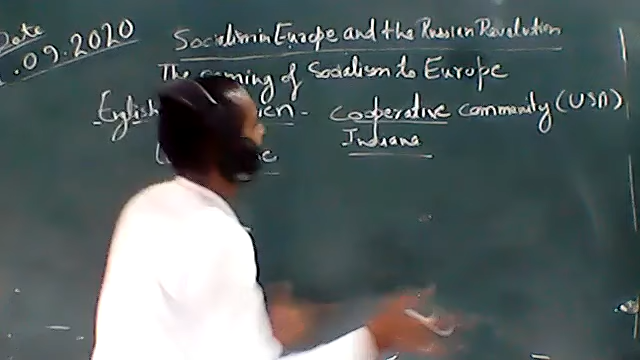 Date
.09.2020
Socialism in Europe and the Russian Revolution
The coming of Socialism to Europe
English - cooperative community (USA)
Indiana